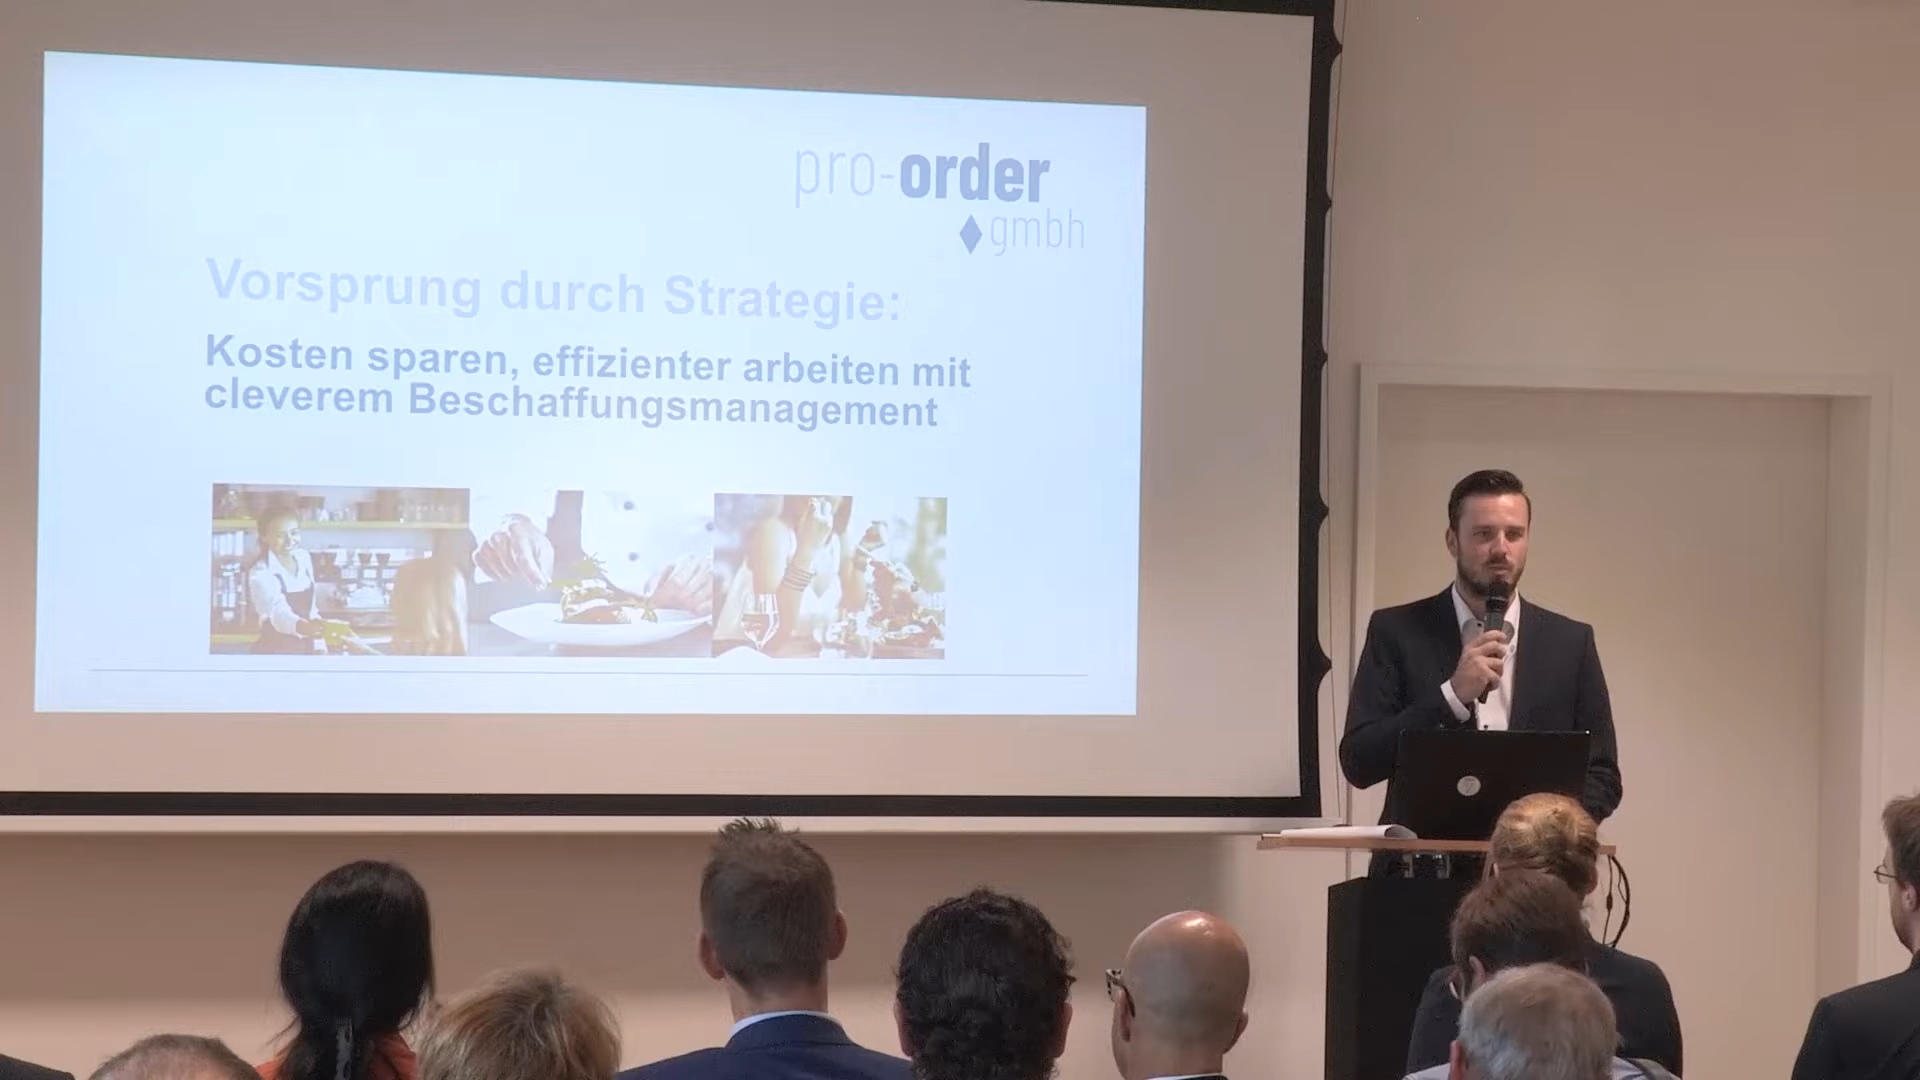 pro-order
gmbh
Vorsprung durch Strategie:
Kosten sparen, effizienter arbeiten mit
cleverem Beschaffungsmanagement